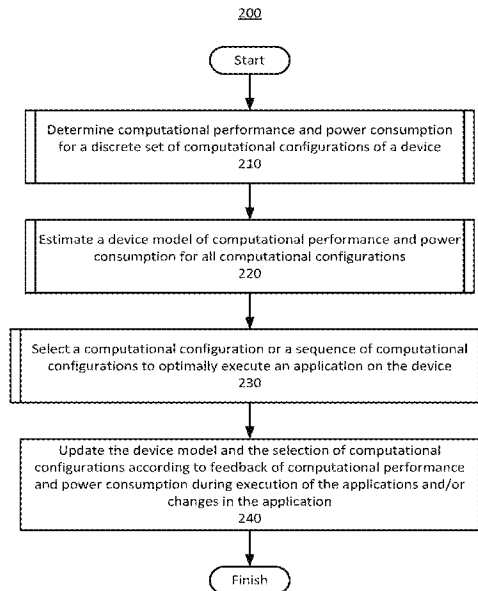 200
Start
Determine computational performance and power consumption
for a discrete set of computational configurations of a device
210
Estimate a device model of computational performance and power
consumption for all computational configurations
220
Select a computational configuration or a sequence of computational
configurations to optimally execute an application on the device
230
Update the device model and the selection of computational
configurations according to feedback of computational performance
and power consumption during execution of the applications and/or
changes in the application
240
Finish